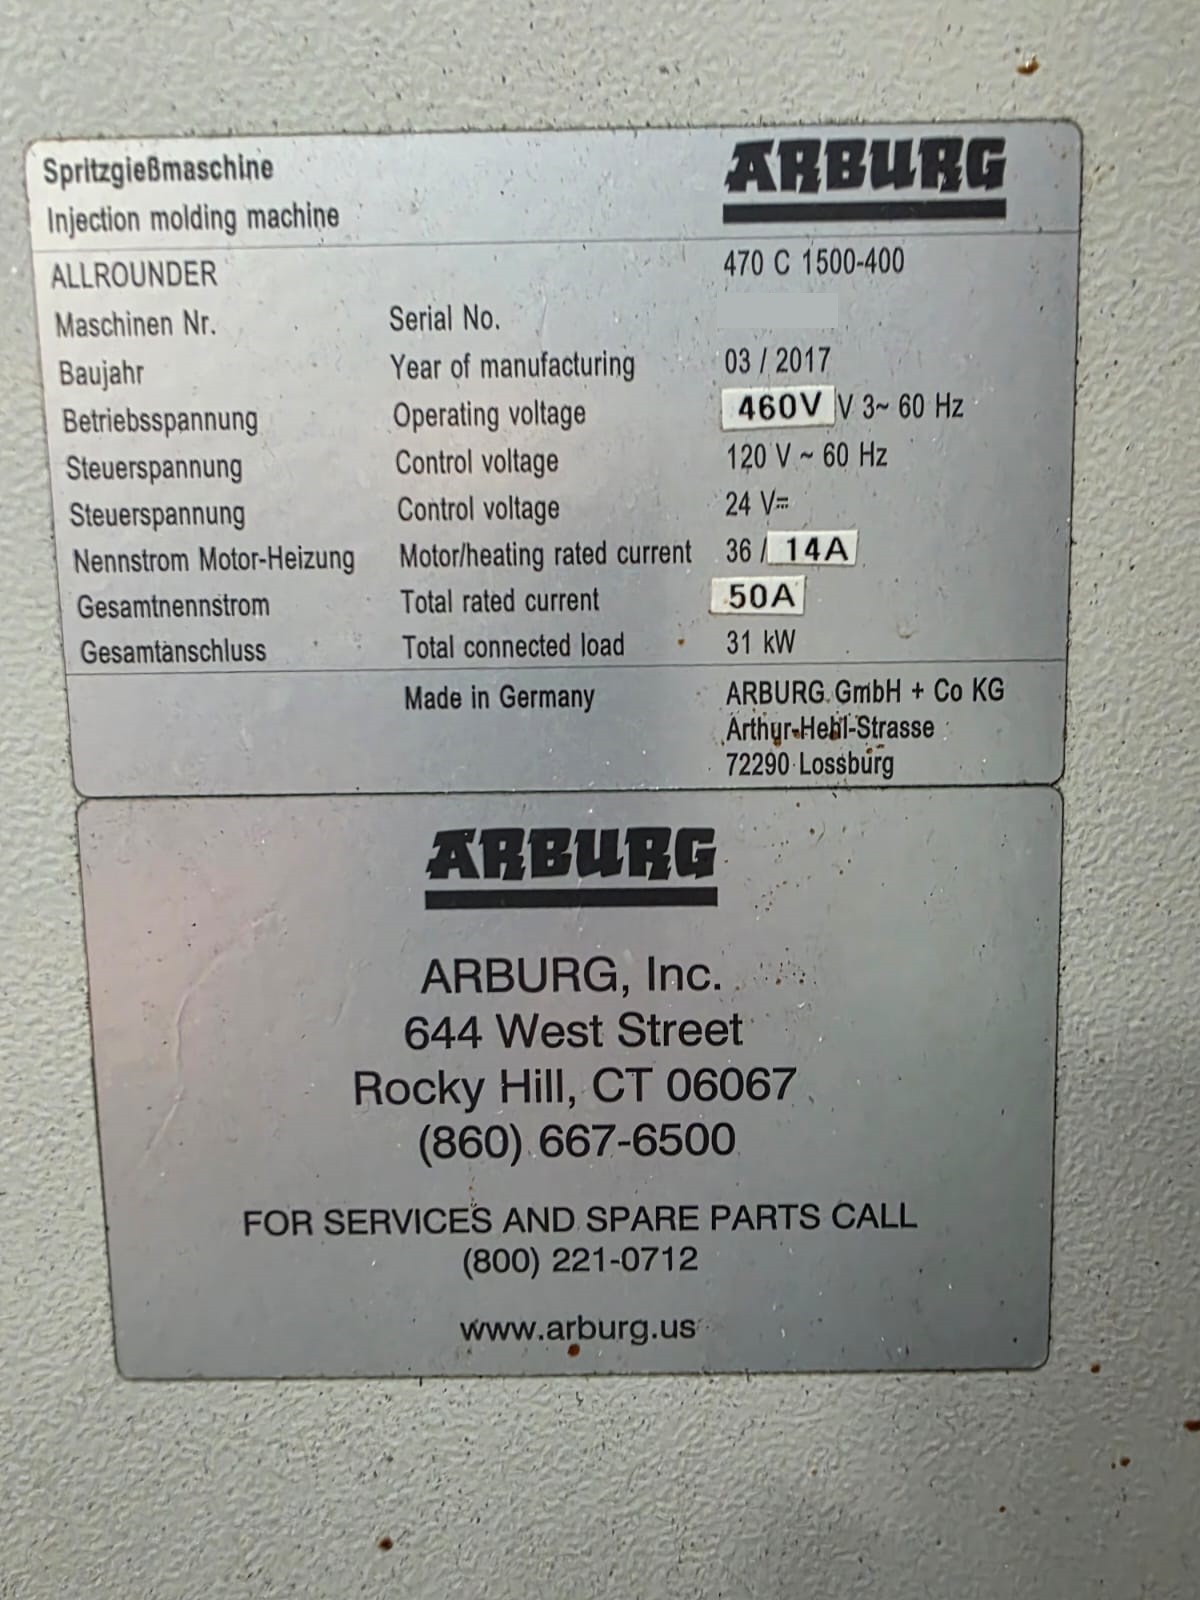 Spritzgießmaschine
Injection molding machine
ARBURG
ALLROUNDER 470 C 1500-400
Maschinen Nr. Serial No.
Baujahr Year of manufacturing 03 / 2017
Betriebsspannung Operating voltage 460V V 3~ 60 Hz
Steuerspannung Control voltage 120 V ~ 60 Hz
Steuerspannung Control voltage 24 V⎓
Nennstrom Motor-Heizung Motor/heating rated current 36 / 14A
Gesamtnennstrom Total rated current 50A
Gesamtanschluss Total connected load 31 kW
Made in Germany ARBURG GmbH + Co KG
Arthur-Hehl-Strasse
72290 Lossburg
ARBURG
ARBURG, Inc.
644 West Street
Rocky Hill, CT 06067
(860) 667-6500
FOR SERVICES AND SPARE PARTS CALL
(800) 221-0712
www.arburg.us